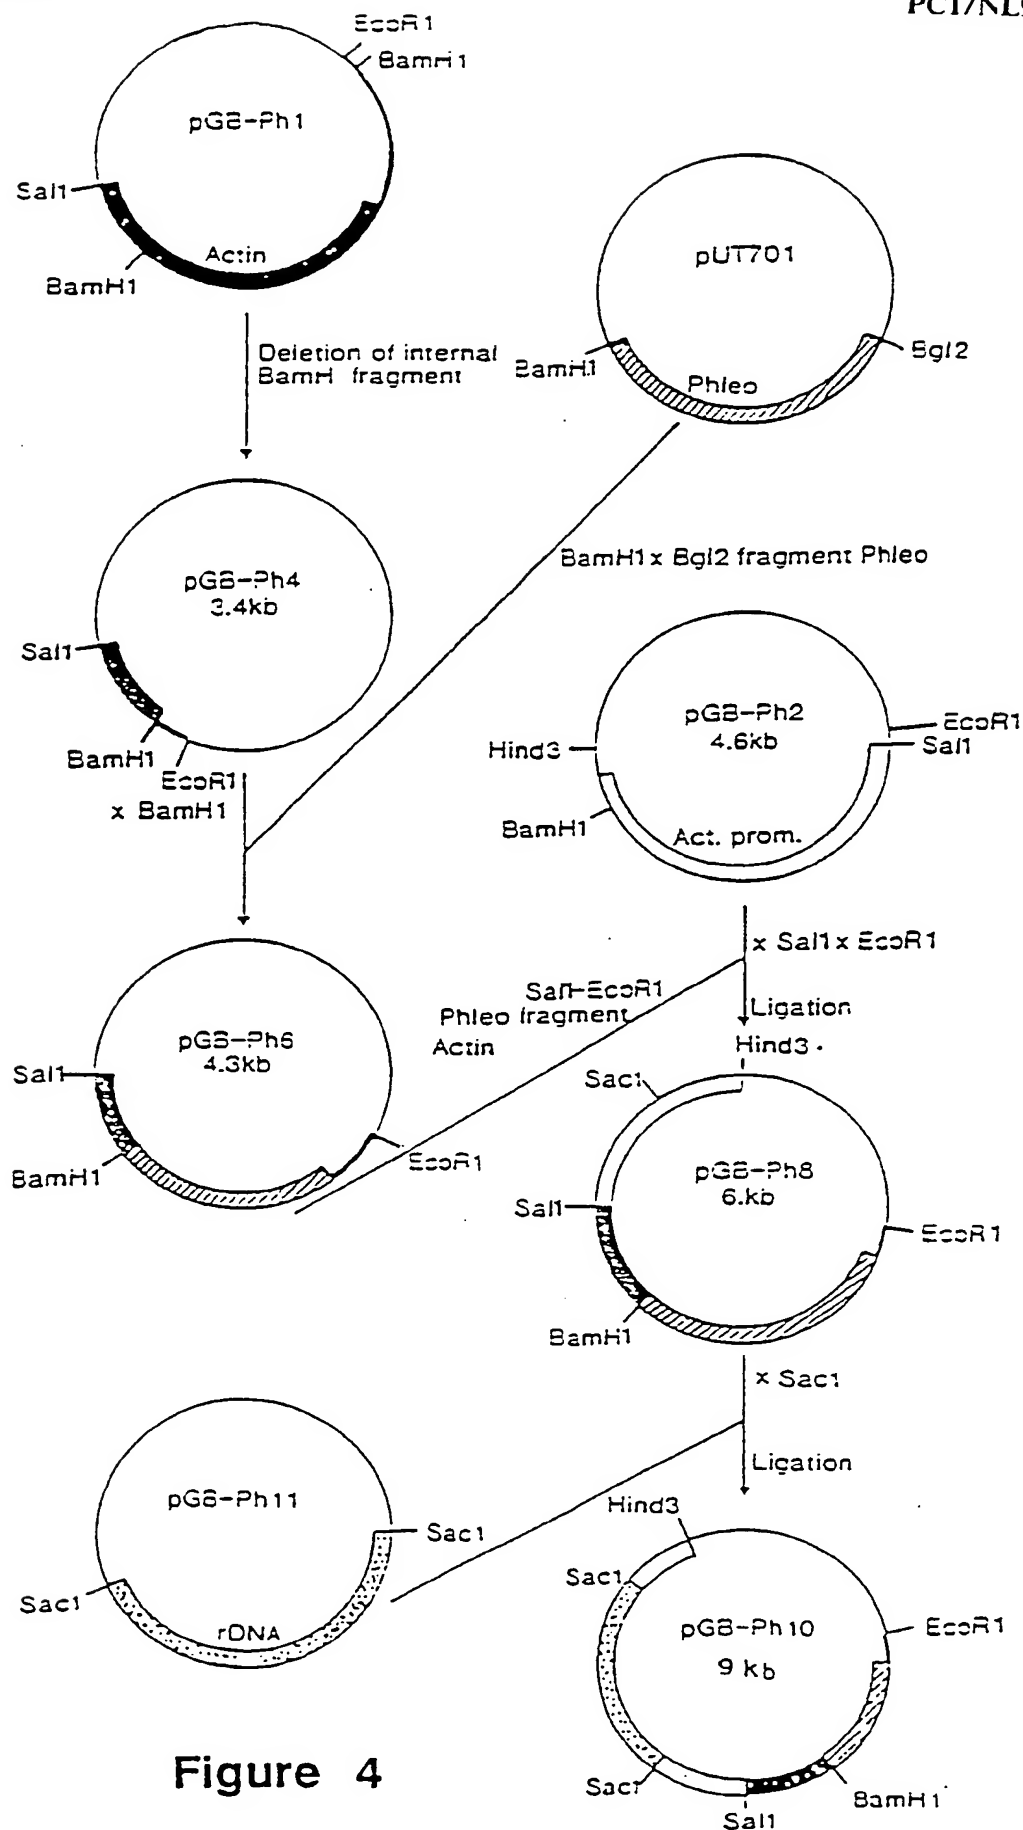 PCT/NL
EcoR1
BamH1
pGB-Ph1
Sal1
Actin
BamH1
Deletion of internal
BamH fragment
pUT701
BamH1
Bgl2
Phleo
BamH1 x Bgl2 fragment Phleo
pGB-Ph4
3.4kb
Sal1
BamH1
EcoR1
x BamH1
pGB-Ph2
4.6kb
EcoR1
Sal1
Hind3
BamH1
Act. prom.
x Sal1 x EcoR1
Sal1-EcoR1
Phleo fragment
Actin
Ligation
pGB-Ph6
4.3kb
Sal1
BamH1
EcoR1
Hind3
Sac1
pGB-Ph8
6.kb
Sal1
EcoR1
BamH1
x Sac1
Ligation
pGB-Ph11
Sac1
Sac1
rDNA
Hind3
Sac1
pGB-Ph10
9 kb
EcoR1
Sac1
Sal1
BamH1
Figure 4